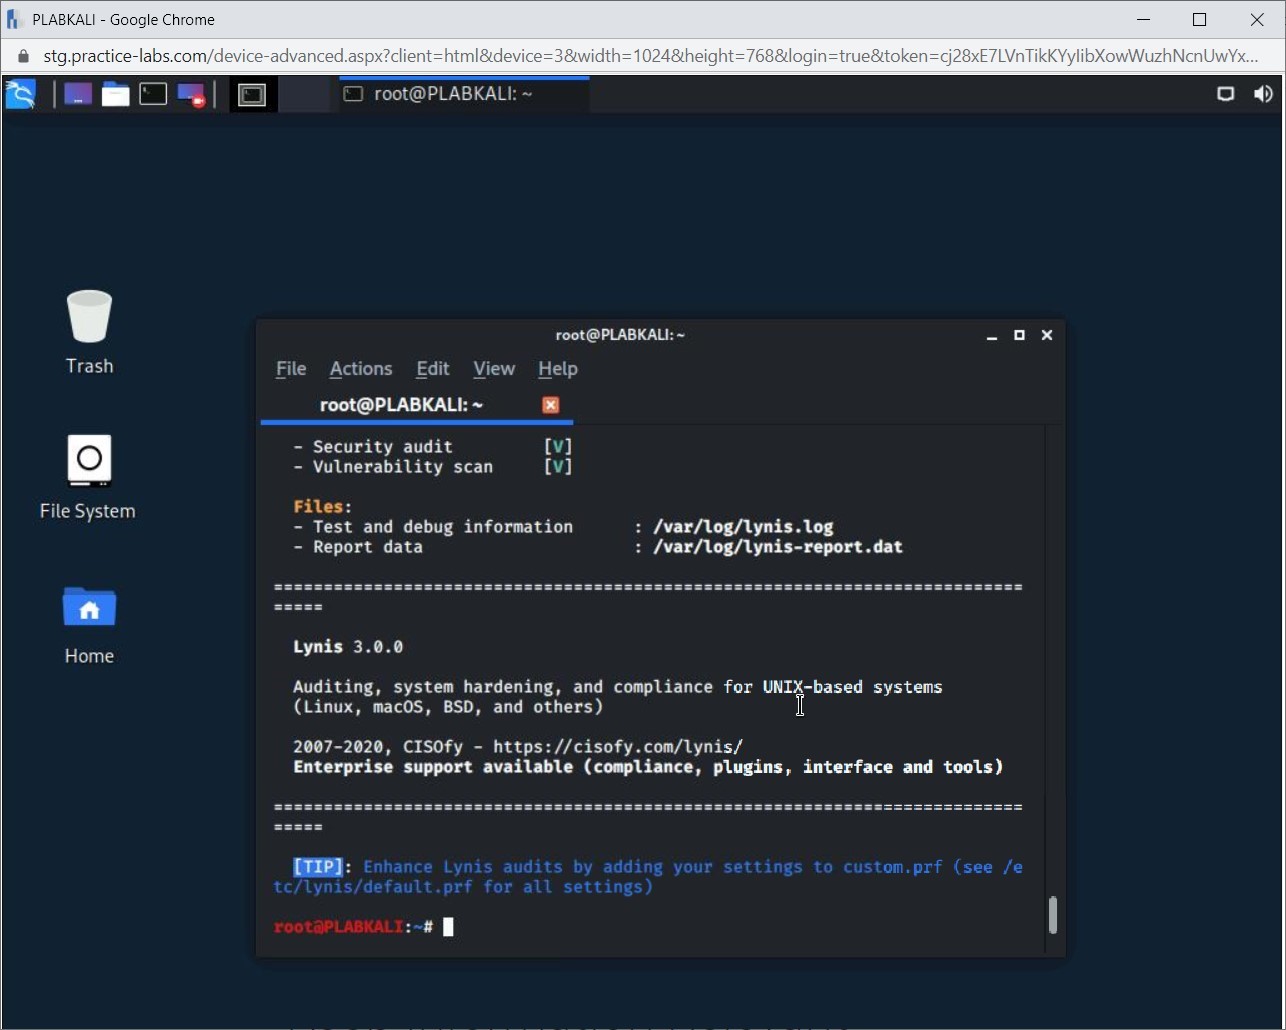 PLABKALI - Google Chrome
stg.practice-labs.com/device-advanced.aspx?client=html&device=3&width=1024&height=768&login=true&token=cj28xE7LVnTikKYylibXowWuzhNcnUwYx...
root@PLABKALI: ~
Trash
File System
Home
root@PLABKALI: ~
File Actions Edit View Help
root@PLABKALI: ~
- Security audit [V]
- Vulnerability scan [V]
Files:
- Test and debug information : /var/log/lynis.log
- Report data : /var/log/lynis-report.dat
===========================================================================
=====
Lynis 3.0.0
Auditing, system hardening, and compliance for UNIX-based systems
(Linux, macOS, BSD, and others)
2007-2020, CISOfy - https://cisofy.com/lynis/
Enterprise support available (compliance, plugins, interface and tools)
===========================================================================
=====
[TIP]: Enhance Lynis audits by adding your settings to custom.prf (see /e
tc/lynis/default.prf for all settings)
root@PLABKALI:~#